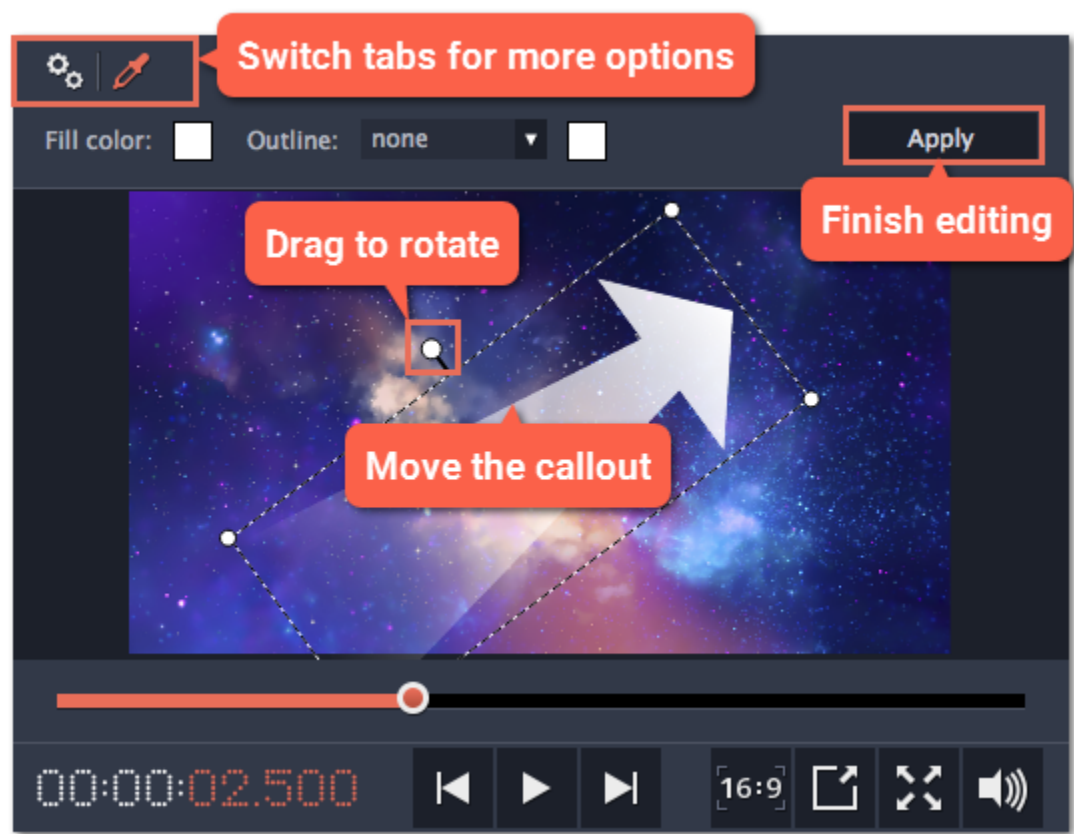 Switch tabs for more options
Fill color: Outline: none Apply
Finish editing
Drag to rotate
Move the callout
00:00:02.500 16:9